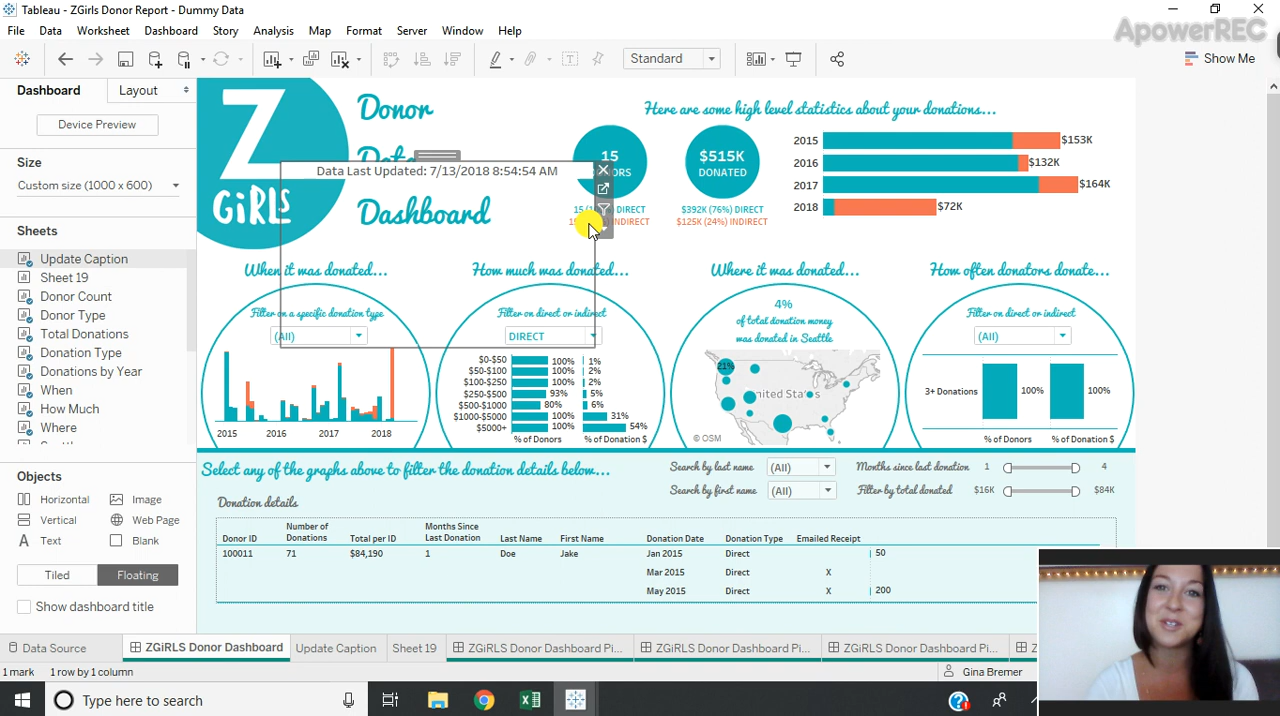 Tableau - ZGirls Donor Report - Dummy Data
ApowerREC
File Data Worksheet Dashboard Story Analysis Map Format Server Window Help
Standard
Show Me
Dashboard Layout
Device Preview
Size
Custom size (1000 x 600)
Sheets
Update Caption
Sheet 19
Donor Count
Donor Type
Total Donations
Donation Type
Donations by Year
When
How Much
Where
Objects
Horizontal Image
Vertical Web Page
A Text Blank
Tiled Floating
Show dashboard title
Z
GiRLS
Donor
Dashboard
Data Last Updated: 7/13/2018 8:54:54 AM
Here are some high level statistics about your donations...
15
$515K
DONATED
DIRECT
INDIRECT
$392K (76%) DIRECT
$125K (24%) INDIRECT
2015 $153K
2016 $132K
2017 $164K
2018 $72K
When it was donated...
Filter on a specific donation type
(All)
2015 2016 2017 2018
How much was donated...
Filter on direct or indirect
DIRECT
$0-$50 100% 1%
$50-$100 100% 2%
$100-$250 100% 2%
$250-$500 93% 5%
$500-$1000 80% 6%
$1000-$5000 100% 31%
$5000+ 100% 54%
% of Donors % of Donation $
Where it was donated...
4%
of total donation money
was donated in Seattle
21%
United States
© OSM
How often donators donate...
Filter on direct or indirect
(All)
3+ Donations 100% 100%
% of Donors % of Donation $
Select any of the graphs above to filter the donation details below...
Search by last name (All) Months since last donation 1 4
Search by first name (All) Filter by total donated $16K $84K
Donation details
Donor ID Number of Donations Total per ID Months Since Last Donation Last Name First Name Donation Date Donation Type Emailed Receipt
100011 71 $84,190 1 Doe Jake Jan 2015 Direct 50
Mar 2015 Direct X
May 2015 Direct X 200
Data Source ZGiRLS Donor Dashboard Update Caption Sheet 19 ZGiRLS Donor Dashboard Pi... ZGiRLS Donor Dashboard Pi... ZGiRLS Donor Dashboard Pi... Z
1 mark 1 row by 1 column Gina Bremer
Type here to search